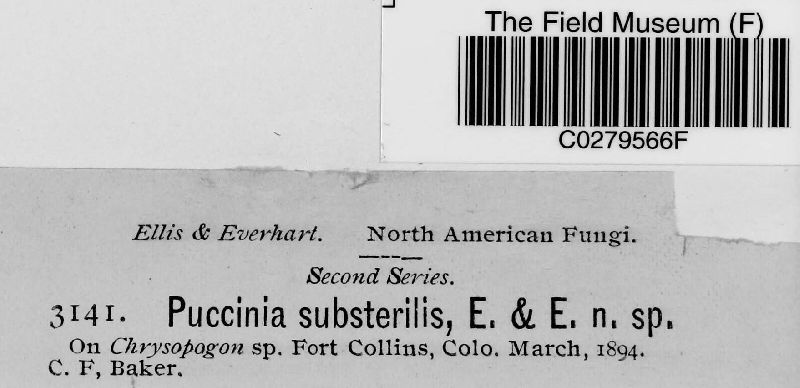 The Field Museum (F)
C0279566F
Ellis & Everhart. North American Fungi.
Second Series.
3141. Puccinia substerilis, E. & E. n. sp.
On Chrysopogon sp. Fort Collins, Colo. March, 1894.
C. F, Baker.